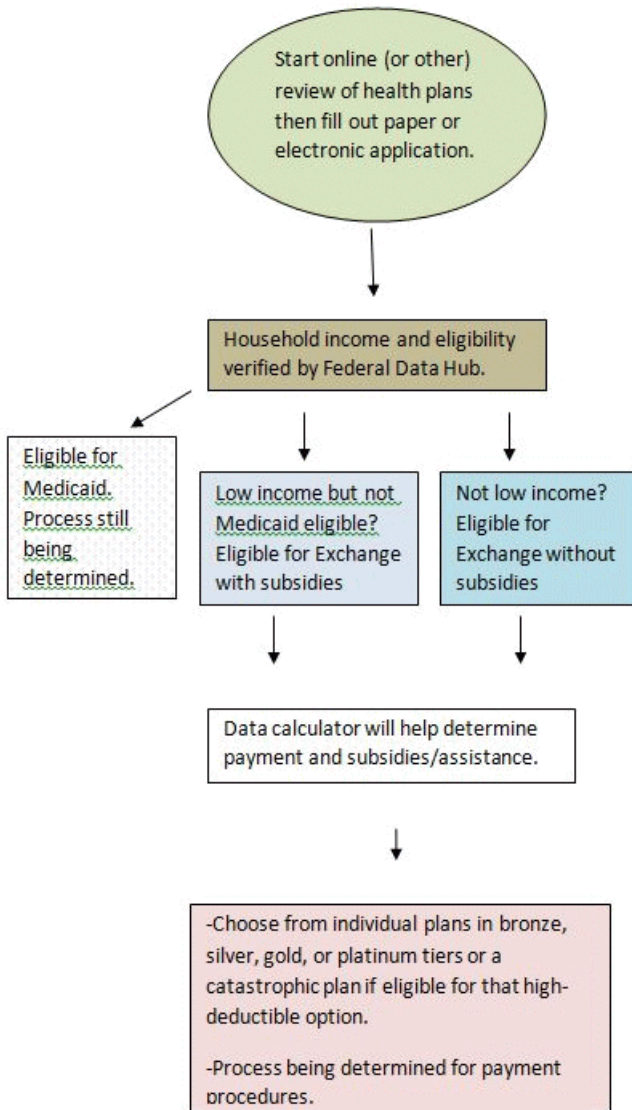 Start online (or other)
review of health plans
then fill out paper or
electronic application.
Household income and eligibility
verified by Federal Data Hub.
Eligible for
Medicaid.
Process still
being
determined.
Low income but not
Medicaid eligible?
Eligible for Exchange
with subsidies
Not low income?
Eligible for
Exchange without
subsidies
Data calculator will help determine
payment and subsidies/assistance.
-Choose from individual plans in bronze,
silver, gold, or platinum tiers or a
catastrophic plan if eligible for that high-
deductible option.
-Process being determined for payment
procedures.